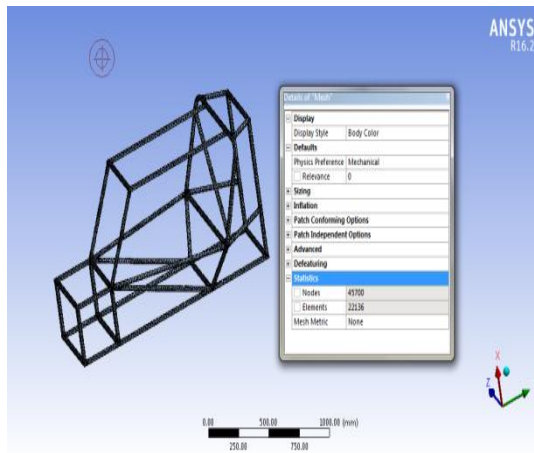 ANSYS
R16.2
Details of "Mesh"
Display
Display Style Body Color
Defaults
Physics Preference Mechanical
Relevance 0
Sizing
Inflation
Patch Conforming Options
Patch Independent Options
Advanced
Defeaturing
Statistics
Nodes 45700
Elements 22136
Mesh Metric None
X
Z
0.00 500.00 1000.00 (mm)
250.00 750.00